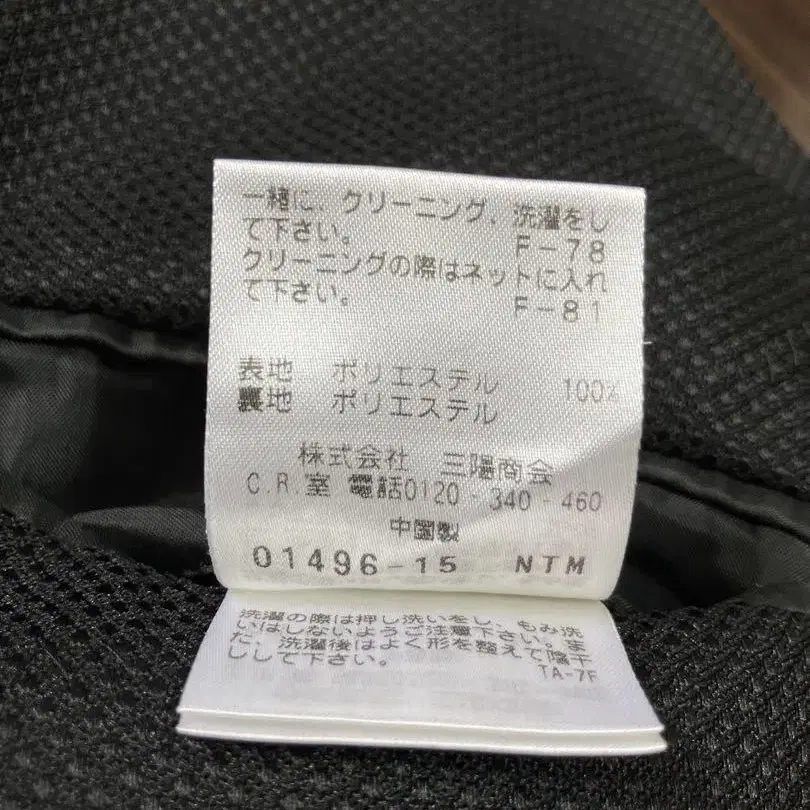 一緒に、クリーニング、洗濯をし
て下さい。 F-78
クリーニングの際はネットに入れ
て下さい。 F-81
表地 ポリエステル 100%
裏地 ポリエステル
株式会社 三陽商会
C.R.室 電話0120-340-460
中国製
01496-15 NTM
洗濯の際は押し洗いをし、もみ洗
いはしないようご注意下さい。ま
た、洗濯後はよく形を整えて陰干
しして下さい。 TA-7F